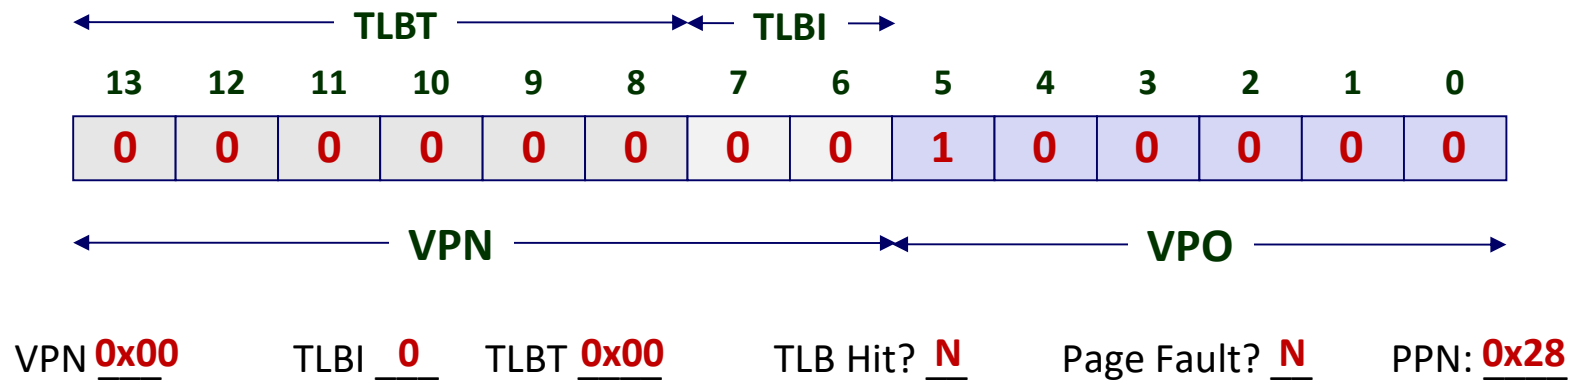 TLBT TLBI
13 12 11 10 9 8 7 6 5 4 3 2 1 0
0 0 0 0 0 0 0 0 1 0 0 0 0 0
VPN VPO
VPN 0x00 TLBI 0 TLBT 0x00 TLB Hit? N Page Fault? N PPN: 0x28